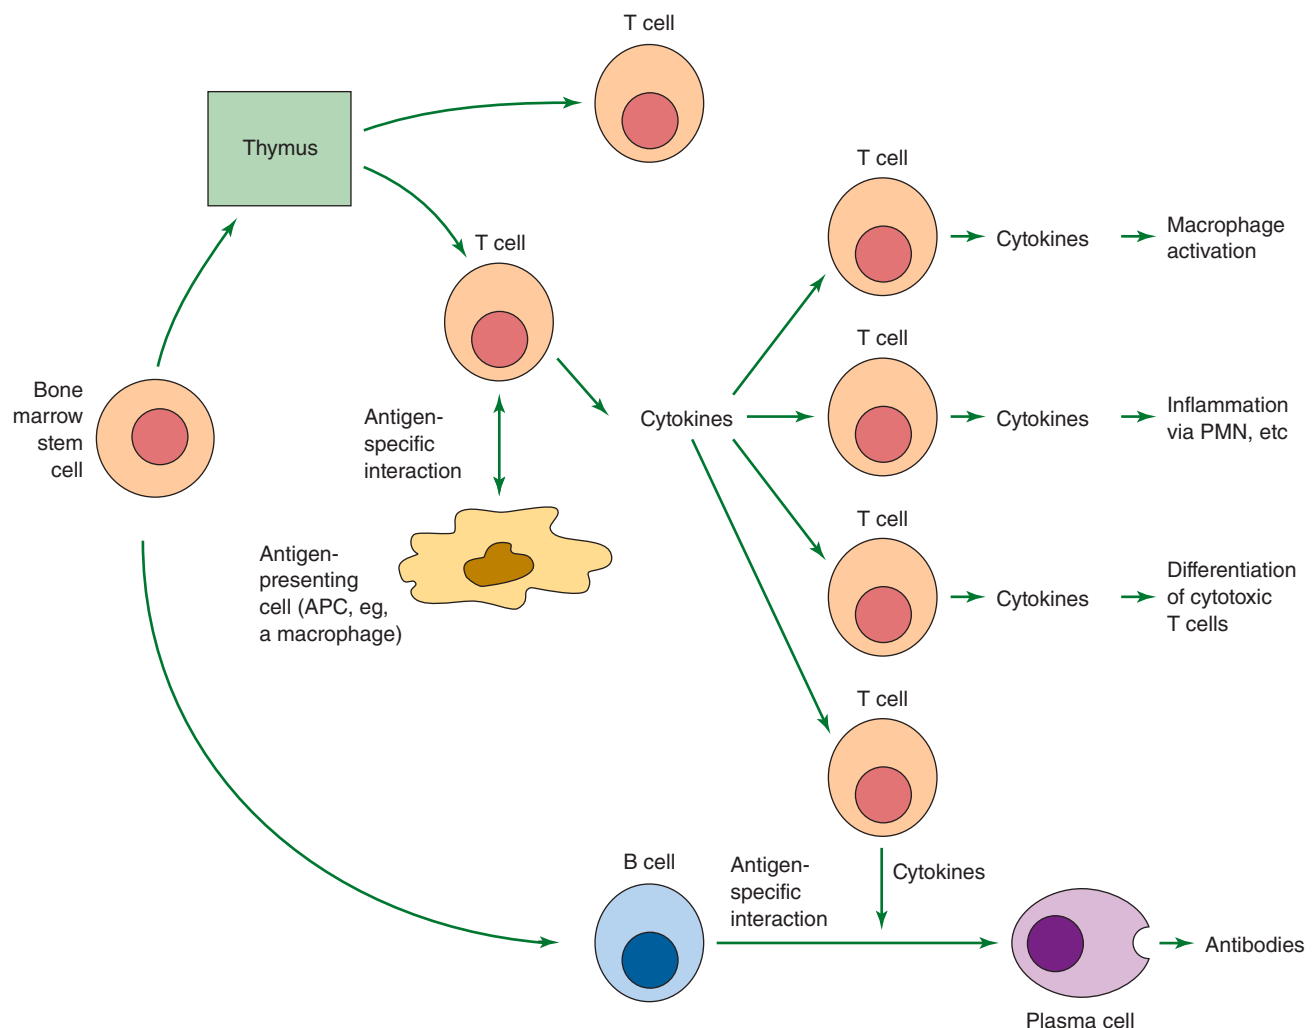 T cell
Thymus
T cell
Bone
marrow
stem
cell
Antigen-
specific
interaction
Antigen-
presenting
cell (APC, eg,
a macrophage)
Cytokines
T cell
Cytokines
Macrophage
activation
T cell
Cytokines
Inflammation
via PMN, etc
T cell
Cytokines
Differentiation
of cytotoxic
T cells
T cell
Cytokines
B cell
Antigen-
specific
interaction
Antibodies
Plasma cell